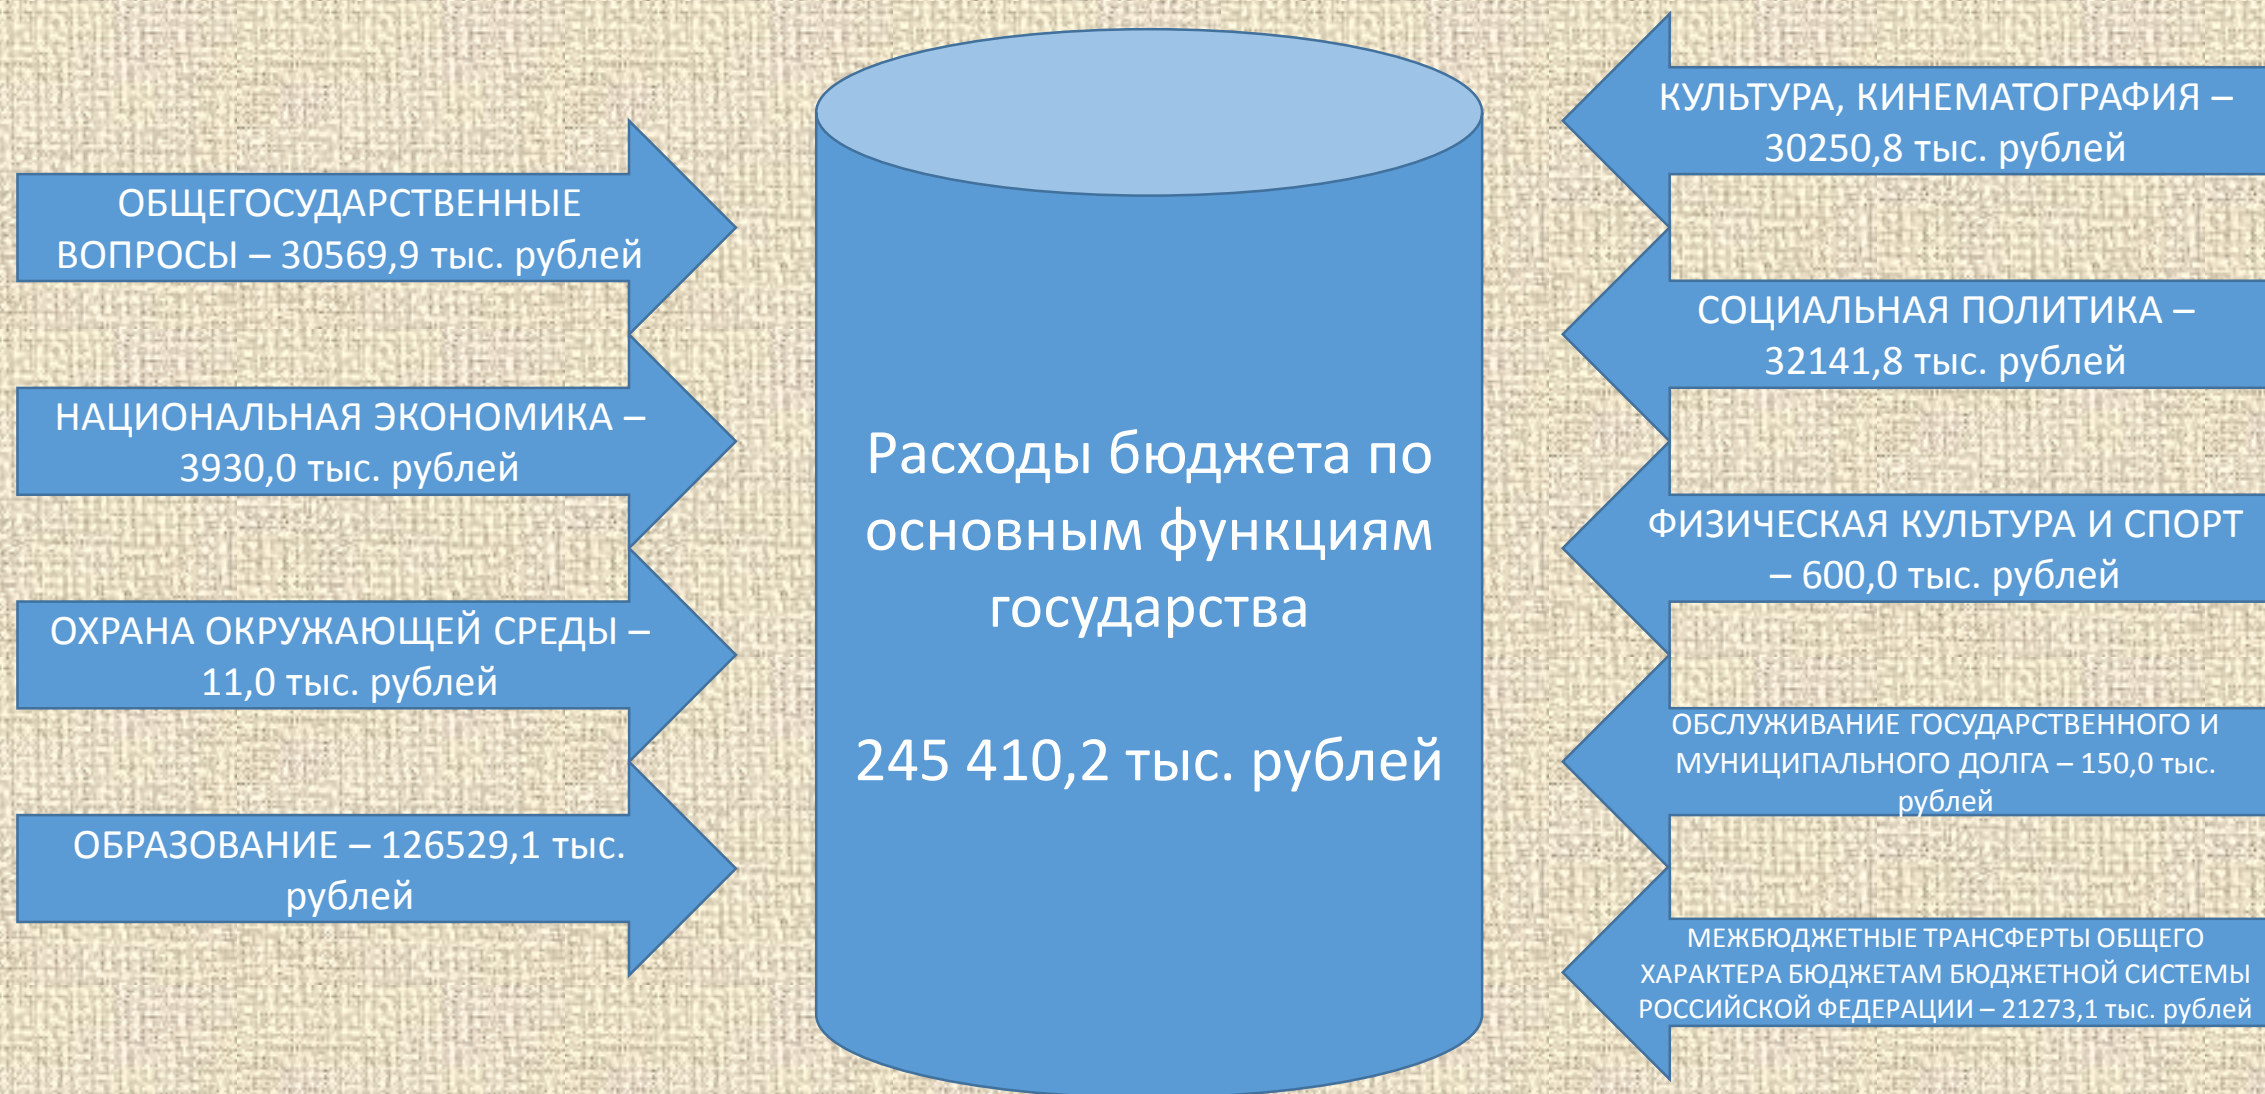 ОБЩЕГОСУДАРСТВЕННЫЕ
ВОПРОСЫ – 30569,9 тыс. рублей
НАЦИОНАЛЬНАЯ ЭКОНОМИКА –
3930,0 тыс. рублей
ОХРАНА ОКРУЖАЮЩЕЙ СРЕДЫ –
11,0 тыс. рублей
ОБРАЗОВАНИЕ – 126529,1 тыс.
рублей
Расходы бюджета по
основным функциям
государства
245 410,2 тыс. рублей
КУЛЬТУРА, КИНЕМАТОГРАФИЯ –
30250,8 тыс. рублей
СОЦИАЛЬНАЯ ПОЛИТИКА –
32141,8 тыс. рублей
ФИЗИЧЕСКАЯ КУЛЬТУРА И СПОРТ
– 600,0 тыс. рублей
ОБСЛУЖИВАНИЕ ГОСУДАРСТВЕННОГО И
МУНИЦИПАЛЬНОГО ДОЛГА – 150,0 тыс.
рублей
МЕЖБЮДЖЕТНЫЕ ТРАНСФЕРТЫ ОБЩЕГО
ХАРАКТЕРА БЮДЖЕТАМ БЮДЖЕТНОЙ СИСТЕМЫ
РОССИЙСКОЙ ФЕДЕРАЦИИ – 21273,1 тыс. рублей